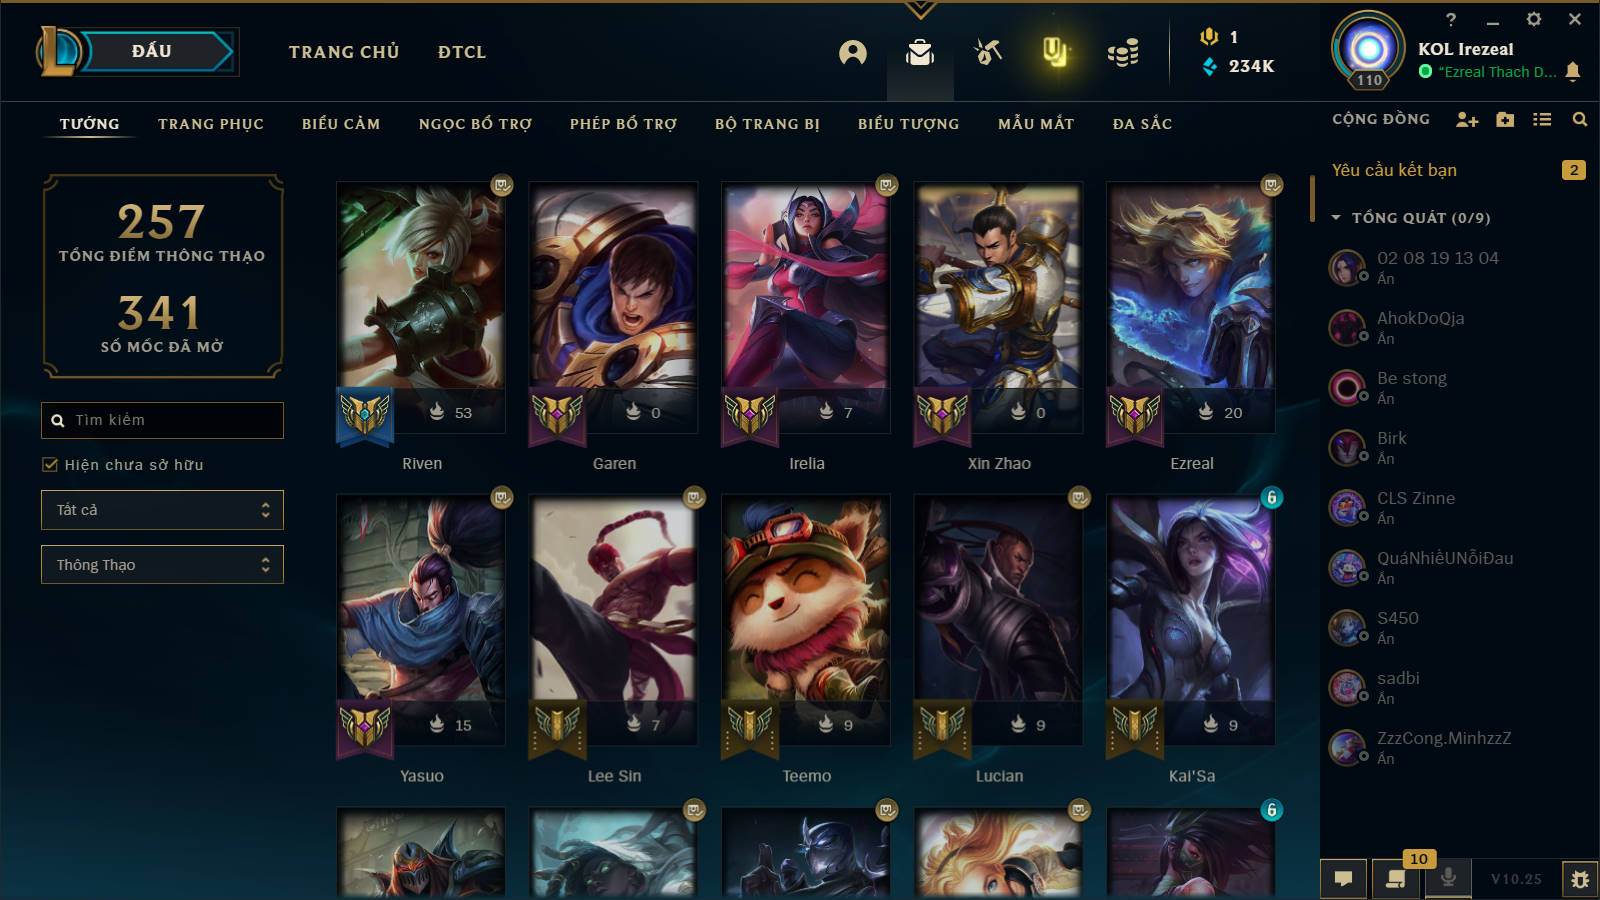 ĐẤU
TRANG CHỦ
ĐTCL
1
234K
110
?
KOL Irezeal
"Ezreal Thach D...
TƯỚNG
TRANG PHỤC
BIỂU CẢM
NGỌC BỔ TRỢ
PHÉP BỔ TRỢ
BỘ TRANG BỊ
BIỂU TƯỢNG
MẪU MẮT
ĐA SẮC
CỘNG ĐỒNG
257
TỔNG ĐIỂM THÔNG THẠO
341
SỐ MỐC ĐÃ MỞ
Tìm kiếm
Hiện chưa sở hữu
Tất cả
Thông Thạo
53
0
7
0
20
Riven
Garen
Irelia
Xin Zhao
Ezreal
6
15
7
9
9
9
Yasuo
Lee Sin
Teemo
Lucian
Kai'Sa
6
Yêu cầu kết bạn
2
TỔNG QUÁT (0/9)
02 08 19 13 04
Ẩn
AhokDoQja
Ẩn
Be stong
Ẩn
Birk
Ẩn
CLS Zinne
Ẩn
QuáNhiềUNỗiĐau
Ẩn
S450
Ẩn
sadbi
Ẩn
ZzzCong.MinhzzZ
Ẩn
10
V10.25